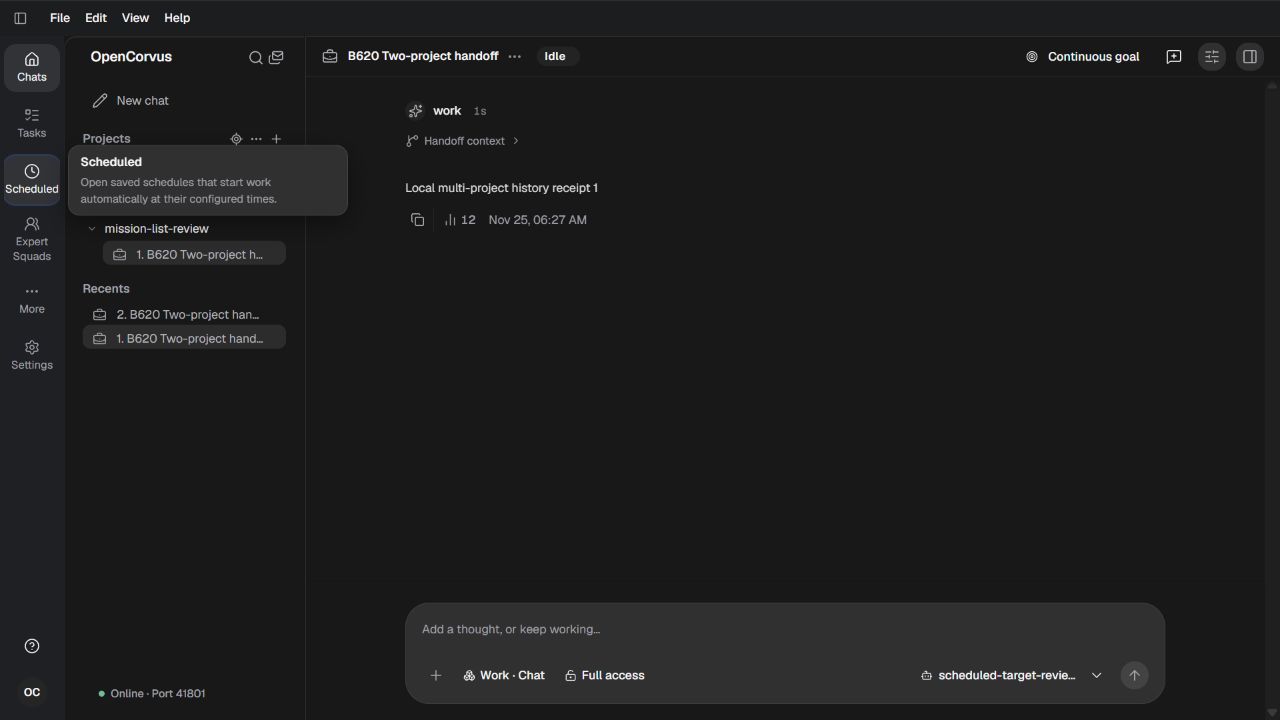 File Edit View Help
Chats
Tasks
Scheduled
Expert
Squads
More
Settings
OC
OpenCorvus
New chat
Projects
Scheduled
Open saved schedules that start work
automatically at their configured times.
mission-list-review
1. B620 Two-project h...
Recents
2. B620 Two-project han...
1. B620 Two-project hand...
Online · Port 41801
B620 Two-project handoff
Idle
Continuous goal
work 1s
Handoff context
Local multi-project history receipt 1
12 Nov 25, 06:27 AM
Add a thought, or keep working...
Work · Chat
Full access
scheduled-target-revie...